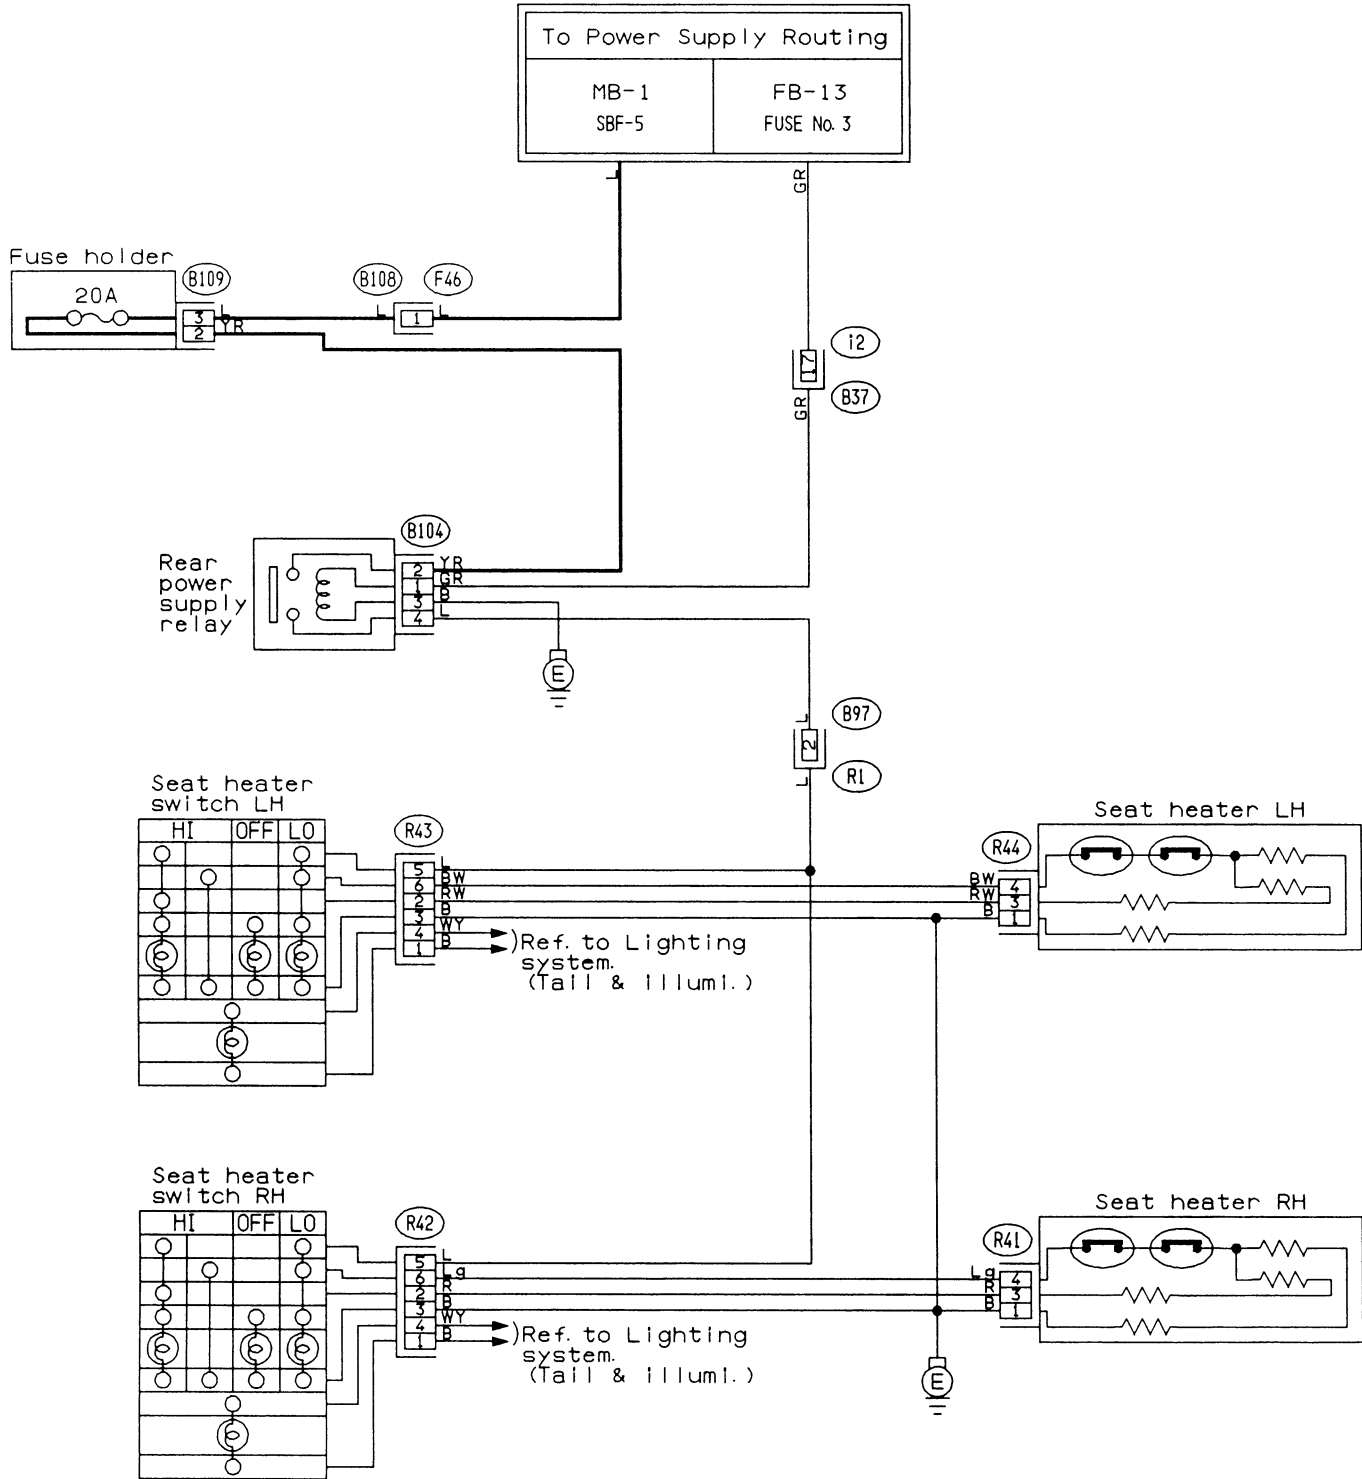 To Power Supply Routing
MB-1
SBF-5
FB-13
FUSE No. 3
L
GR
Fuse holder
20A
B109
3
2
L
YR
B108
L
F46
1
L
i2
17
B37
GR
B104
Rear
power
supply
relay
2
1
3
4
YR
GR
B
L
E
L
B97
2
R1
L
Seat heater
switch LH
HI
OFF
LO
R43
5
6
2
3
4
1
L
BW
RW
B
WY
B
Ref. to Lighting
system.
(Tail & illumi.)
Seat heater LH
R44
BW
RW
B
4
3
1
Seat heater
switch RH
HI
OFF
LO
R42
5
6
2
3
4
1
L
Lg
R
B
WY
B
Ref. to Lighting
system.
(Tail & illumi.)
Seat heater RH
R41
Lg
R
B
4
3
1
E